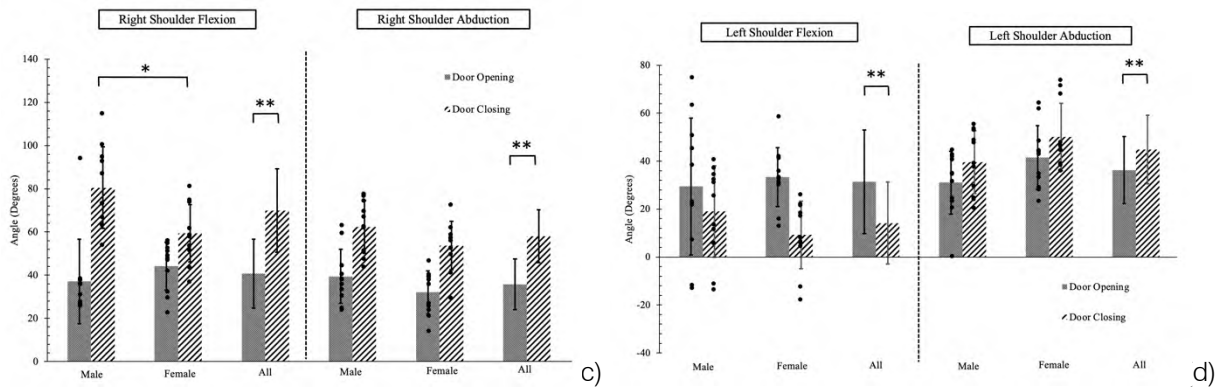 Right Shoulder Flexion
Right Shoulder Abduction
140
120
100
80
60
40
20
0
Angle (Degrees)
*
**
**
Door Opening
Door Closing
Male
Female
All
Male
Female
All
c)
Left Shoulder Flexion
Left Shoulder Abduction
80
60
40
20
0
-20
-40
Angle (Degrees)
**
**
Door Opening
Door Closing
Male
Female
All
Male
Female
All
d)